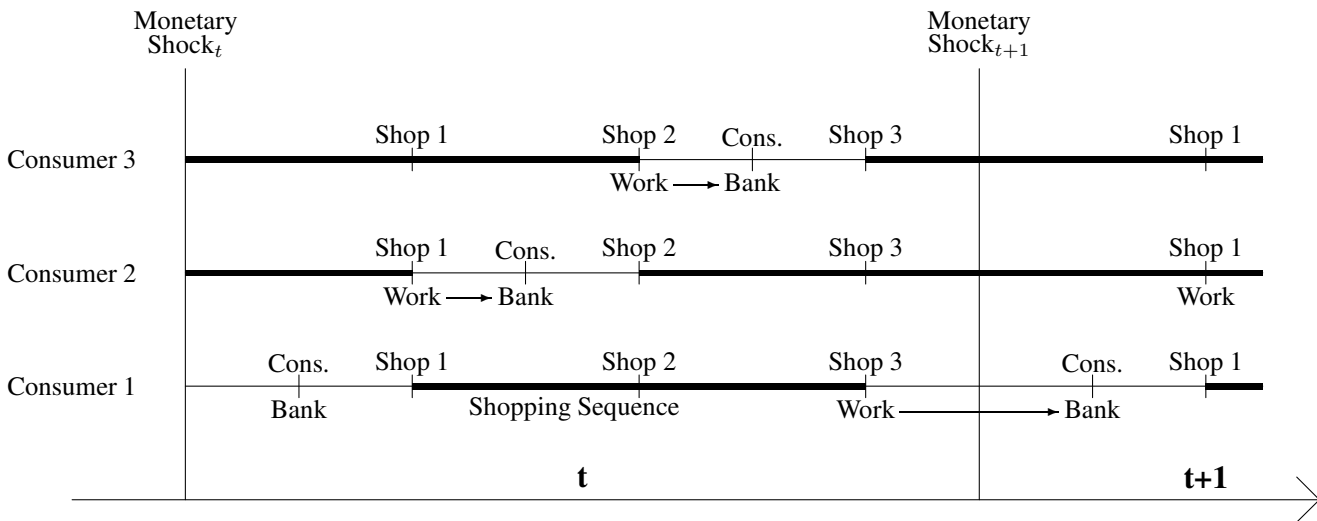 Monetary Monetary
Shock_t Shock_{t+1}
Shop 1 Shop 2 Cons. Shop 3 Shop 1
Consumer 3
Work Bank
Shop 1 Cons. Shop 2 Shop 3 Shop 1
Consumer 2
Work Bank Work
Cons. Shop 1 Shop 2 Shop 3 Cons. Shop 1
Consumer 1
Bank Shopping Sequence Work Bank
t t+1